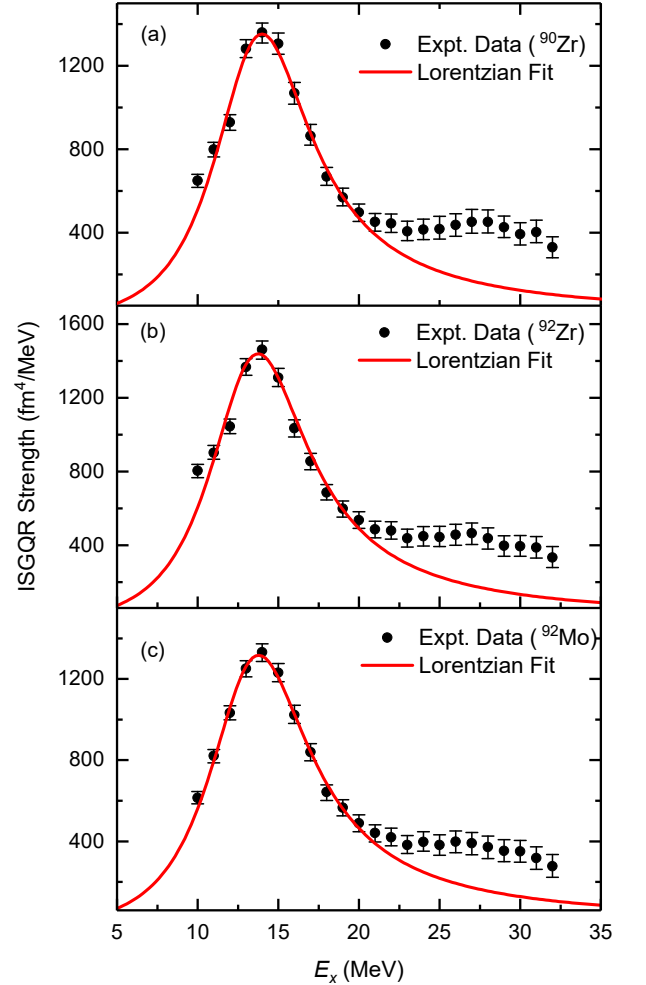 (a)
Expt. Data (⁹⁰Zr)
Lorentzian Fit
1200
800
400
(b)
Expt. Data (⁹²Zr)
Lorentzian Fit
1600
1200
800
400
ISGQR Strength (fm⁴/MeV)
(c)
Expt. Data (⁹²Mo)
Lorentzian Fit
1200
800
400
5 10 15 20 25 30 35
Eₓ (MeV)